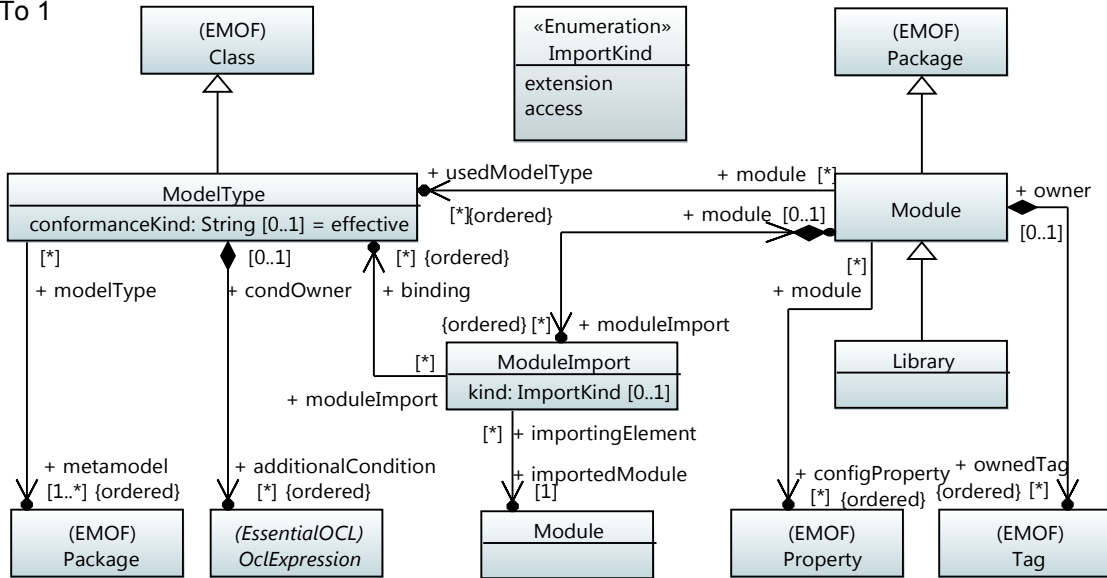 To 1
(EMOF)
Class
«Enumeration»
ImportKind
extension
access
(EMOF)
Package
ModelType
conformanceKind: String [0..1] = effective
+ usedModelType
[*]{ordered}
+ module [*]
+ module [0..1]
Module
+ owner
[0..1]
[*]
+ modelType
[0..1]
+ condOwner
[*] {ordered}
+ binding
[*]
+ module
{ordered} [*]
+ moduleImport
ModuleImport
kind: ImportKind [0..1]
[*]
+ moduleImport
Library
[*] + importingElement
+ importedModule
[1]
+ metamodel
[1..*] {ordered}
+ additionalCondition
[*] {ordered}
+ configProperty
[*] {ordered}
+ ownedTag
{ordered} [*]
(EMOF)
Package
(EssentialOCL)
OclExpression
Module
(EMOF)
Property
(EMOF)
Tag